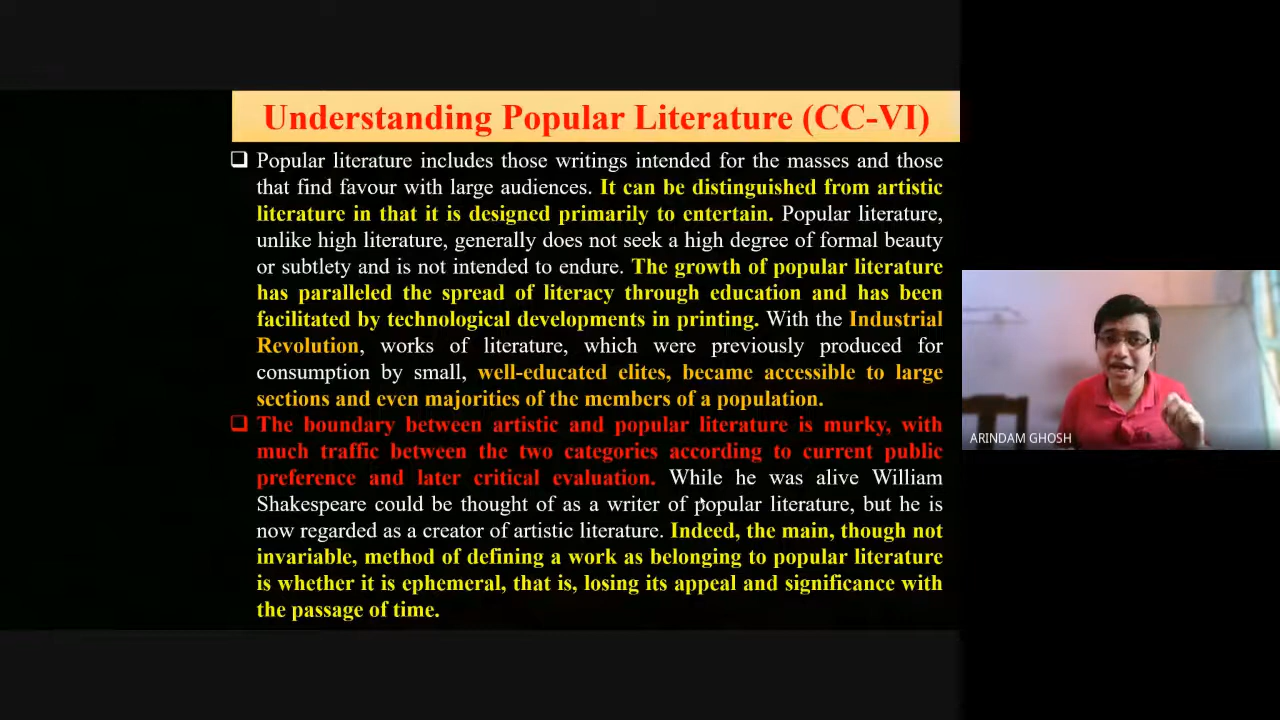 Understanding Popular Literature (CC-VI)
Popular literature includes those writings intended for the masses and those
that find favour with large audiences. It can be distinguished from artistic
literature in that it is designed primarily to entertain. Popular literature,
unlike high literature, generally does not seek a high degree of formal beauty
or subtlety and is not intended to endure. The growth of popular literature
has paralleled the spread of literacy through education and has been
facilitated by technological developments in printing. With the Industrial
Revolution, works of literature, which were previously produced for
consumption by small, well-educated elites, became accessible to large
sections and even majorities of the members of a population.
The boundary between artistic and popular literature is murky, with
much traffic between the two categories according to current public
preference and later critical evaluation. While he was alive William
Shakespeare could be thought of as a writer of popular literature, but he is
now regarded as a creator of artistic literature. Indeed, the main, though not
invariable, method of defining a work as belonging to popular literature
is whether it is ephemeral, that is, losing its appeal and significance with
the passage of time.
ARINDAM GHOSH